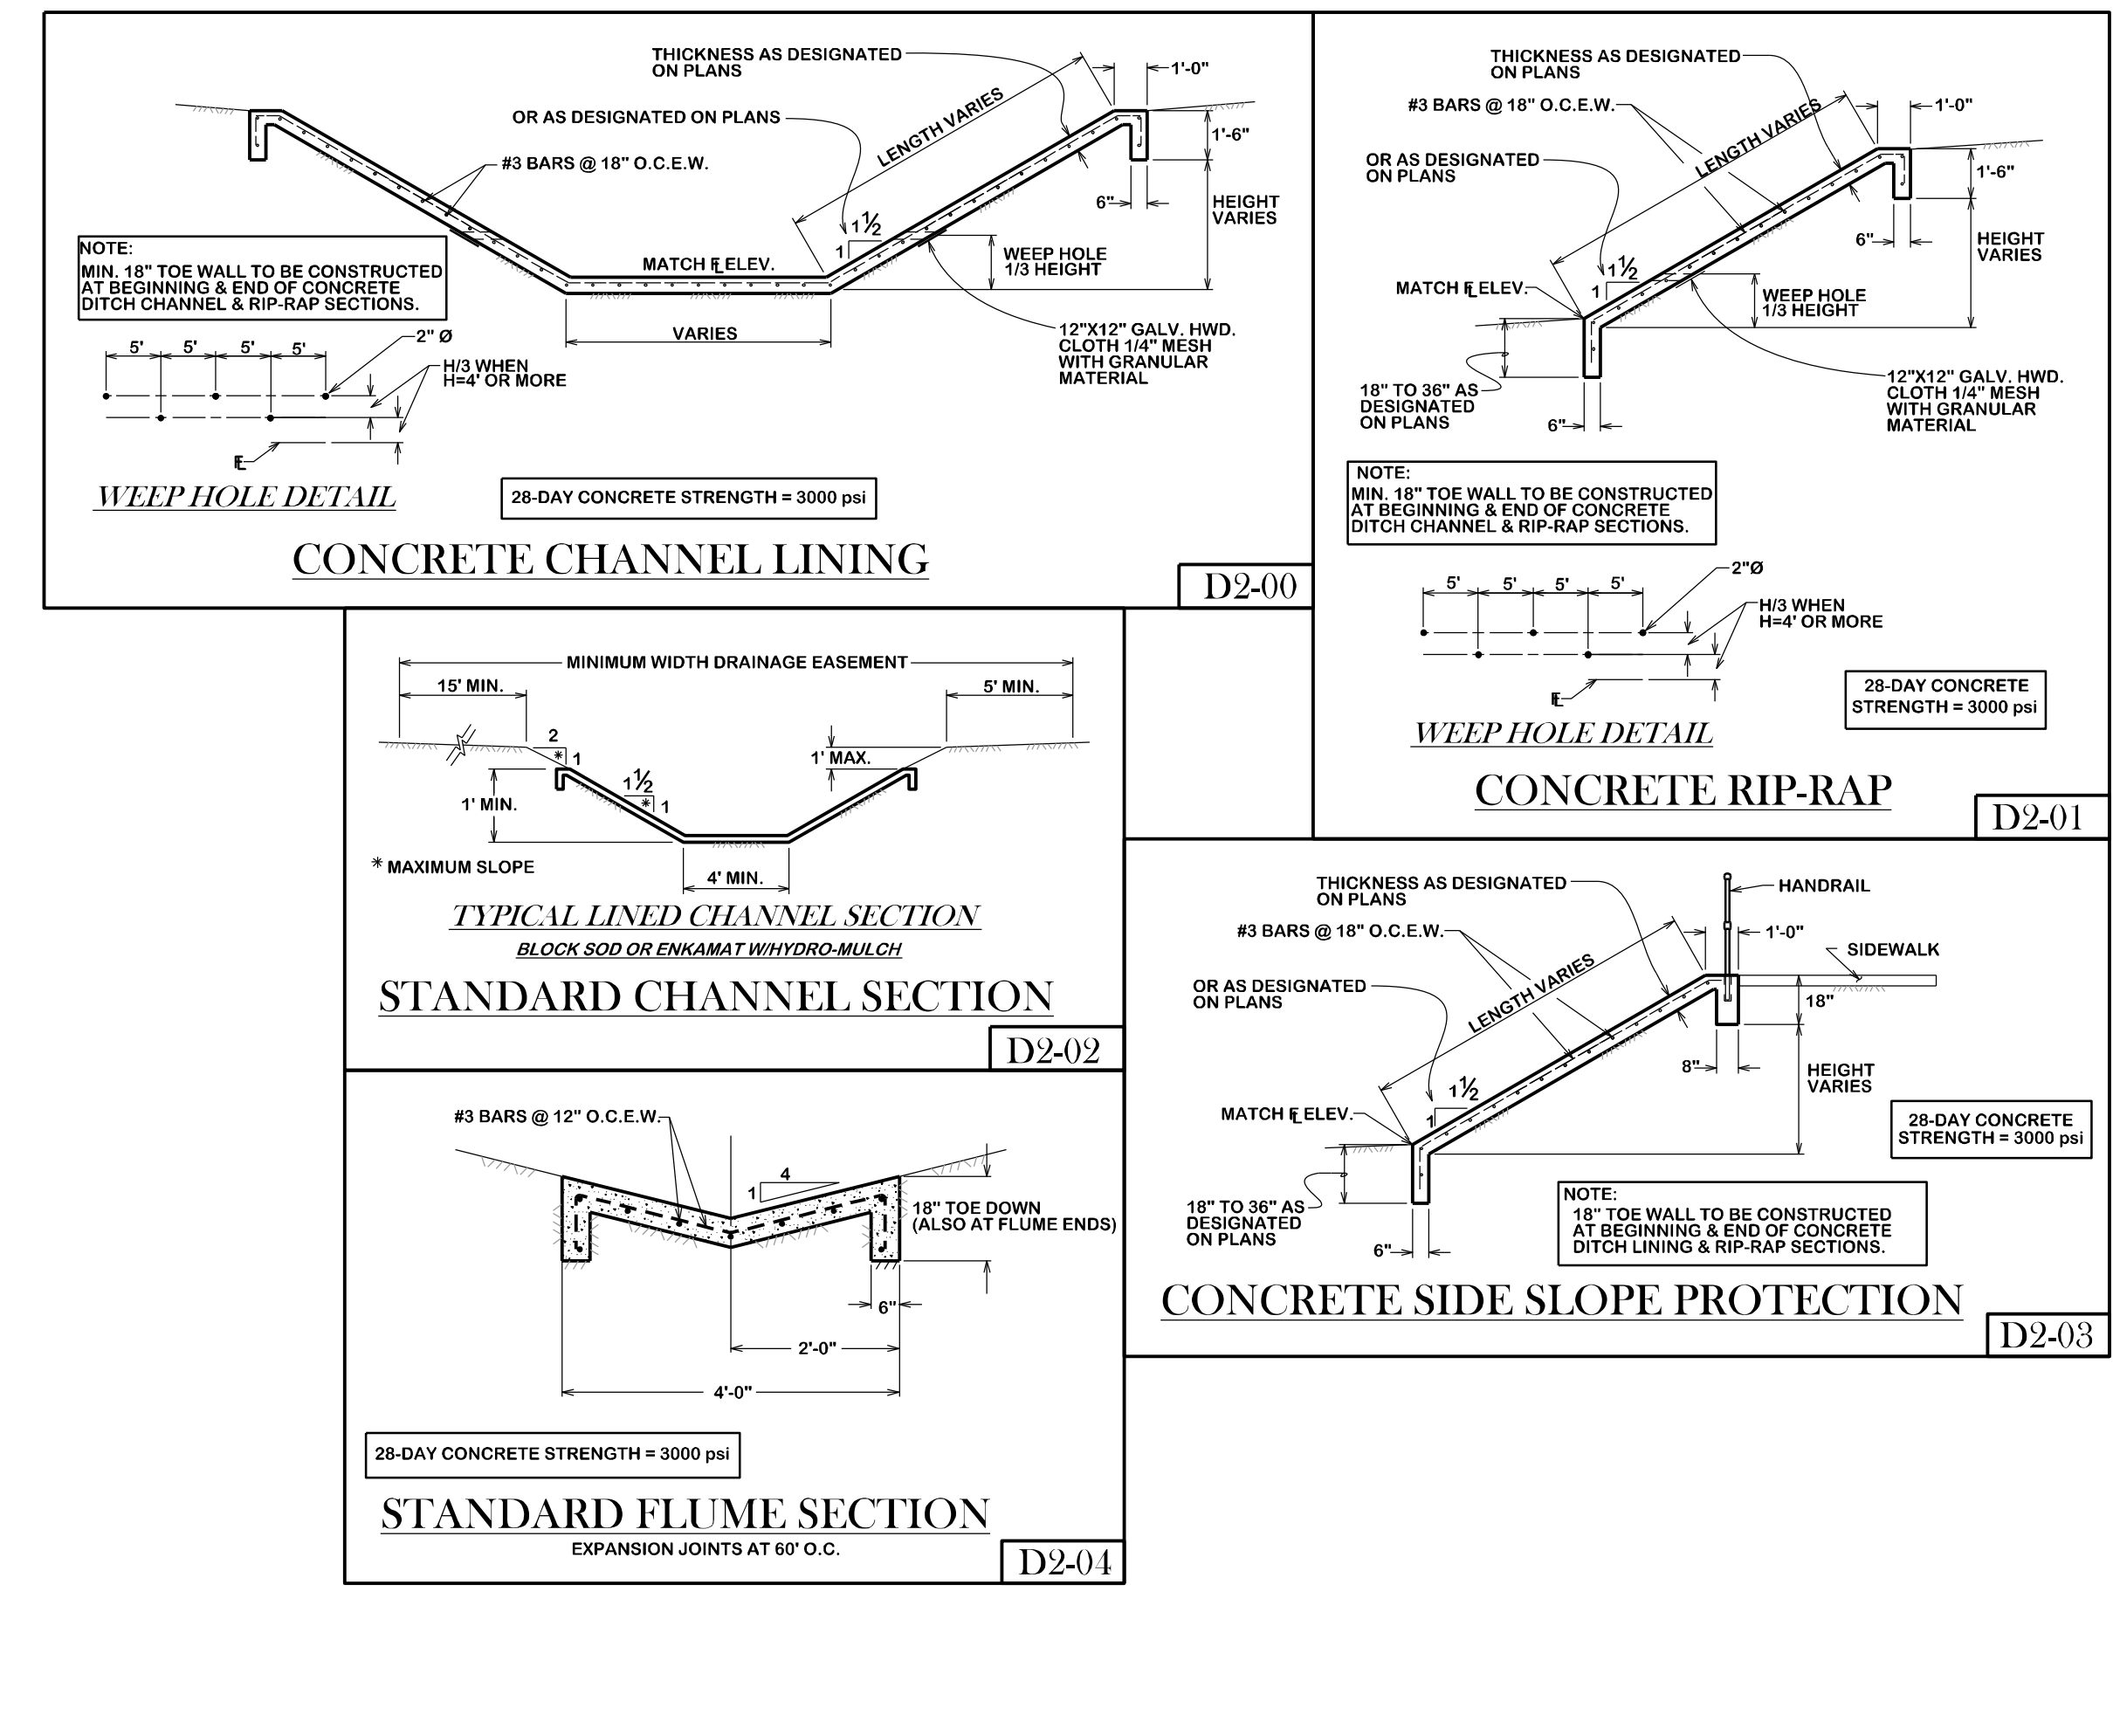 THICKNESS AS DESIGNATED
ON PLANS
1'-0"
OR AS DESIGNATED ON PLANS
LENGTH VARIES
1'-6"
#3 BARS @ 18" O.C.E.W.
6"
HEIGHT
VARIES
1½
1
NOTE:
MIN. 18" TOE WALL TO BE CONSTRUCTED
AT BEGINNING & END OF CONCRETE
DITCH CHANNEL & RIP-RAP SECTIONS.
MATCH FL ELEV.
WEEP HOLE
1/3 HEIGHT
VARIES
12"X12" GALV. HWD.
CLOTH 1/4" MESH
WITH GRANULAR
MATERIAL
2" Ø
5' 5' 5' 5'
H/3 WHEN
H=4' OR MORE
FL
WEEP HOLE DETAIL
28-DAY CONCRETE STRENGTH = 3000 psi
CONCRETE CHANNEL LINING
D2-00
THICKNESS AS DESIGNATED
ON PLANS
#3 BARS @ 18" O.C.E.W.
1'-0"
LENGTH VARIES
OR AS DESIGNATED
ON PLANS
1'-6"
6"
HEIGHT
VARIES
1½
1
MATCH FL ELEV.
WEEP HOLE
1/3 HEIGHT
18" TO 36" AS
DESIGNATED
ON PLANS
6"
12"X12" GALV. HWD.
CLOTH 1/4" MESH
WITH GRANULAR
MATERIAL
NOTE:
MIN. 18" TOE WALL TO BE CONSTRUCTED
AT BEGINNING & END OF CONCRETE
DITCH CHANNEL & RIP-RAP SECTIONS.
2"Ø
5' 5' 5' 5'
H/3 WHEN
H=4' OR MORE
FL
WEEP HOLE DETAIL
28-DAY CONCRETE
STRENGTH = 3000 psi
CONCRETE RIP-RAP
D2-01
MINIMUM WIDTH DRAINAGE EASEMENT
15' MIN.
5' MIN.
2
* 1
1' MAX.
1½
* 1
1' MIN.
* MAXIMUM SLOPE
4' MIN.
TYPICAL LINED CHANNEL SECTION
BLOCK SOD OR ENKAMAT W/HYDRO-MULCH
STANDARD CHANNEL SECTION
D2-02
THICKNESS AS DESIGNATED
ON PLANS
HANDRAIL
#3 BARS @ 18" O.C.E.W.
1'-0"
SIDEWALK
LENGTH VARIES
OR AS DESIGNATED
ON PLANS
18"
8"
HEIGHT
VARIES
1½
1
MATCH FL ELEV.
28-DAY CONCRETE
STRENGTH = 3000 psi
18" TO 36" AS
DESIGNATED
ON PLANS
6"
NOTE:
18" TOE WALL TO BE CONSTRUCTED
AT BEGINNING & END OF CONCRETE
DITCH LINING & RIP-RAP SECTIONS.
CONCRETE SIDE SLOPE PROTECTION
D2-03
#3 BARS @ 12" O.C.E.W.
4
1
18" TOE DOWN
(ALSO AT FLUME ENDS)
6"
2'-0"
4'-0"
28-DAY CONCRETE STRENGTH = 3000 psi
STANDARD FLUME SECTION
EXPANSION JOINTS AT 60' O.C.
D2-04